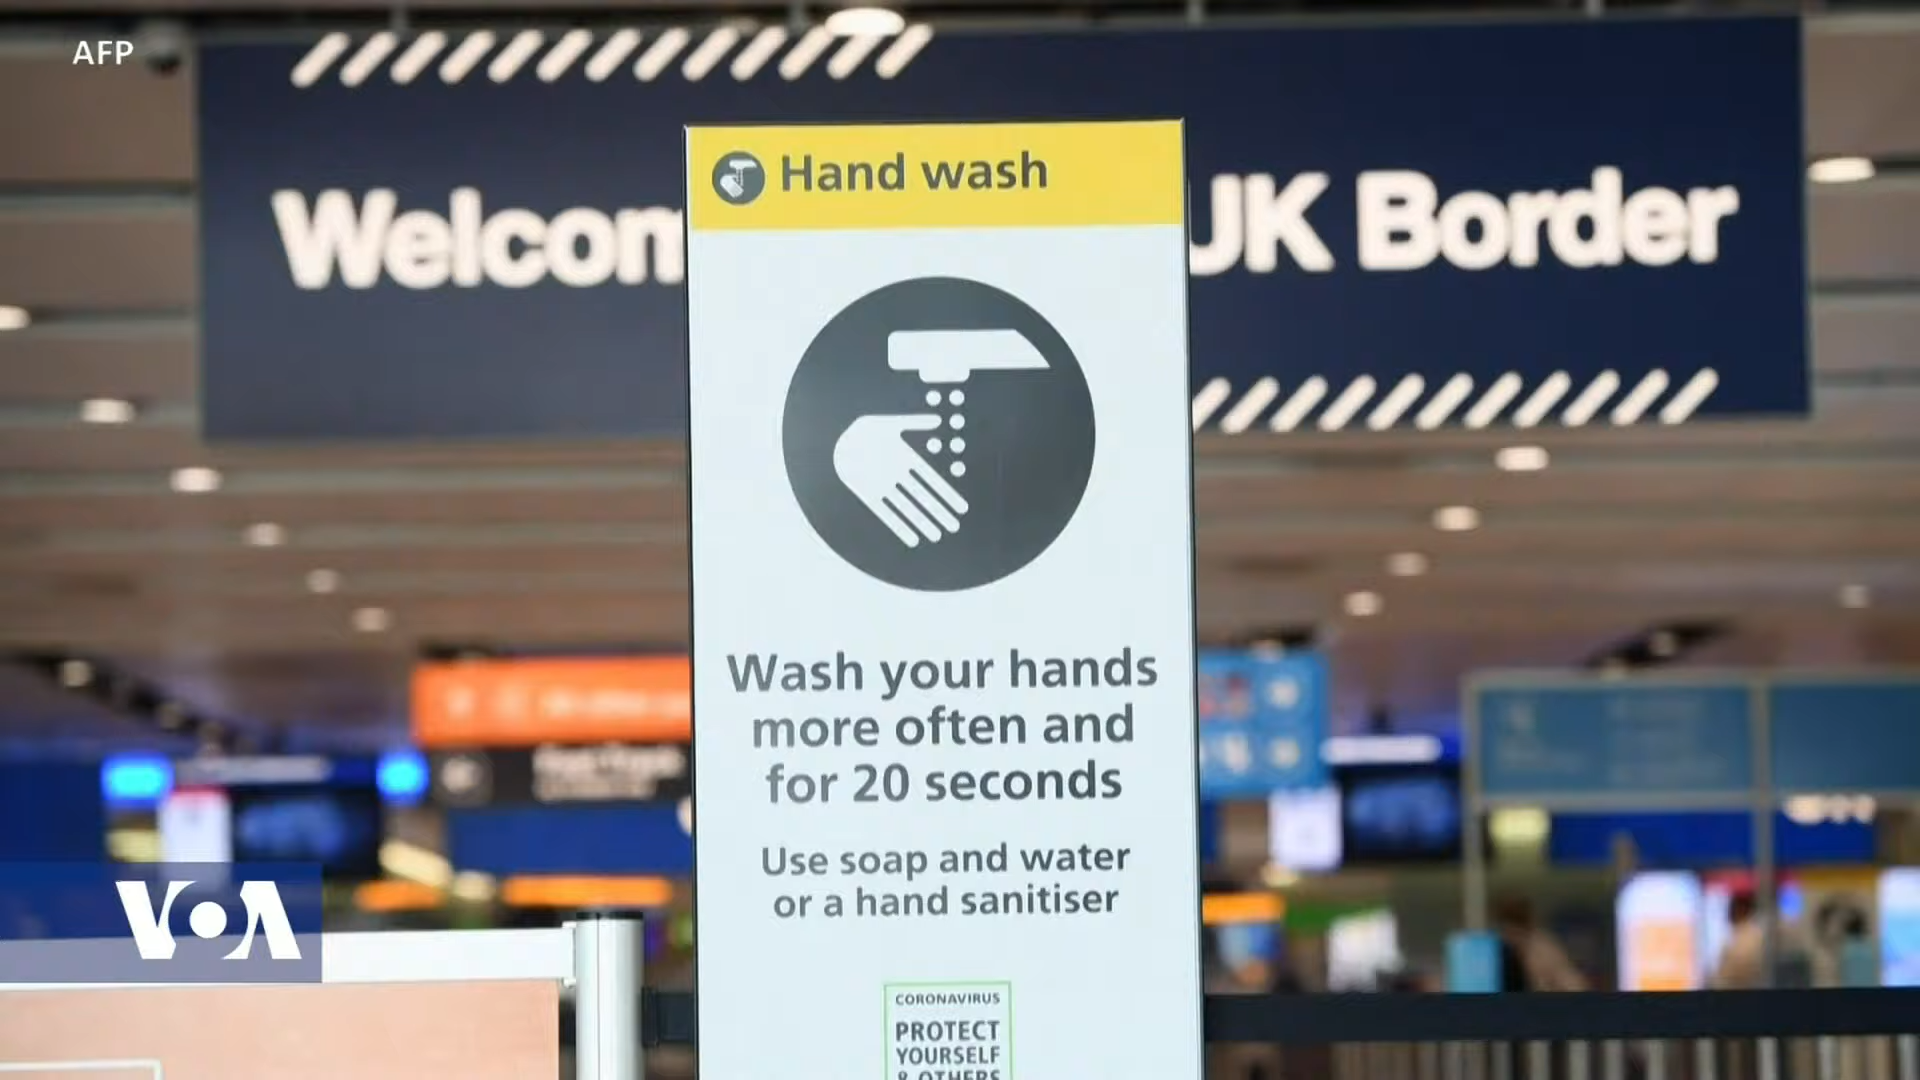 AFP
Hand wash
Welcom
UK Border
Wash your hands
more often and
for 20 seconds
Use soap and water
or a hand sanitiser
VOA
CORONAVIRUS
PROTECT
YOURSELF
& OTHERS